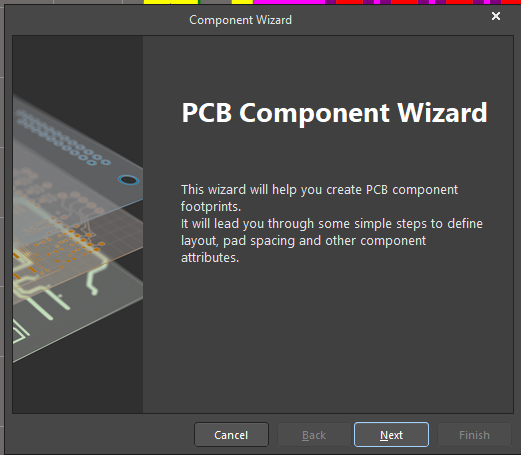 Component Wizard
PCB Component Wizard
This wizard will help you create PCB component
footprints.
It will lead you through some simple steps to define
layout, pad spacing and other component
attributes.
Cancel
Back
Next
Finish